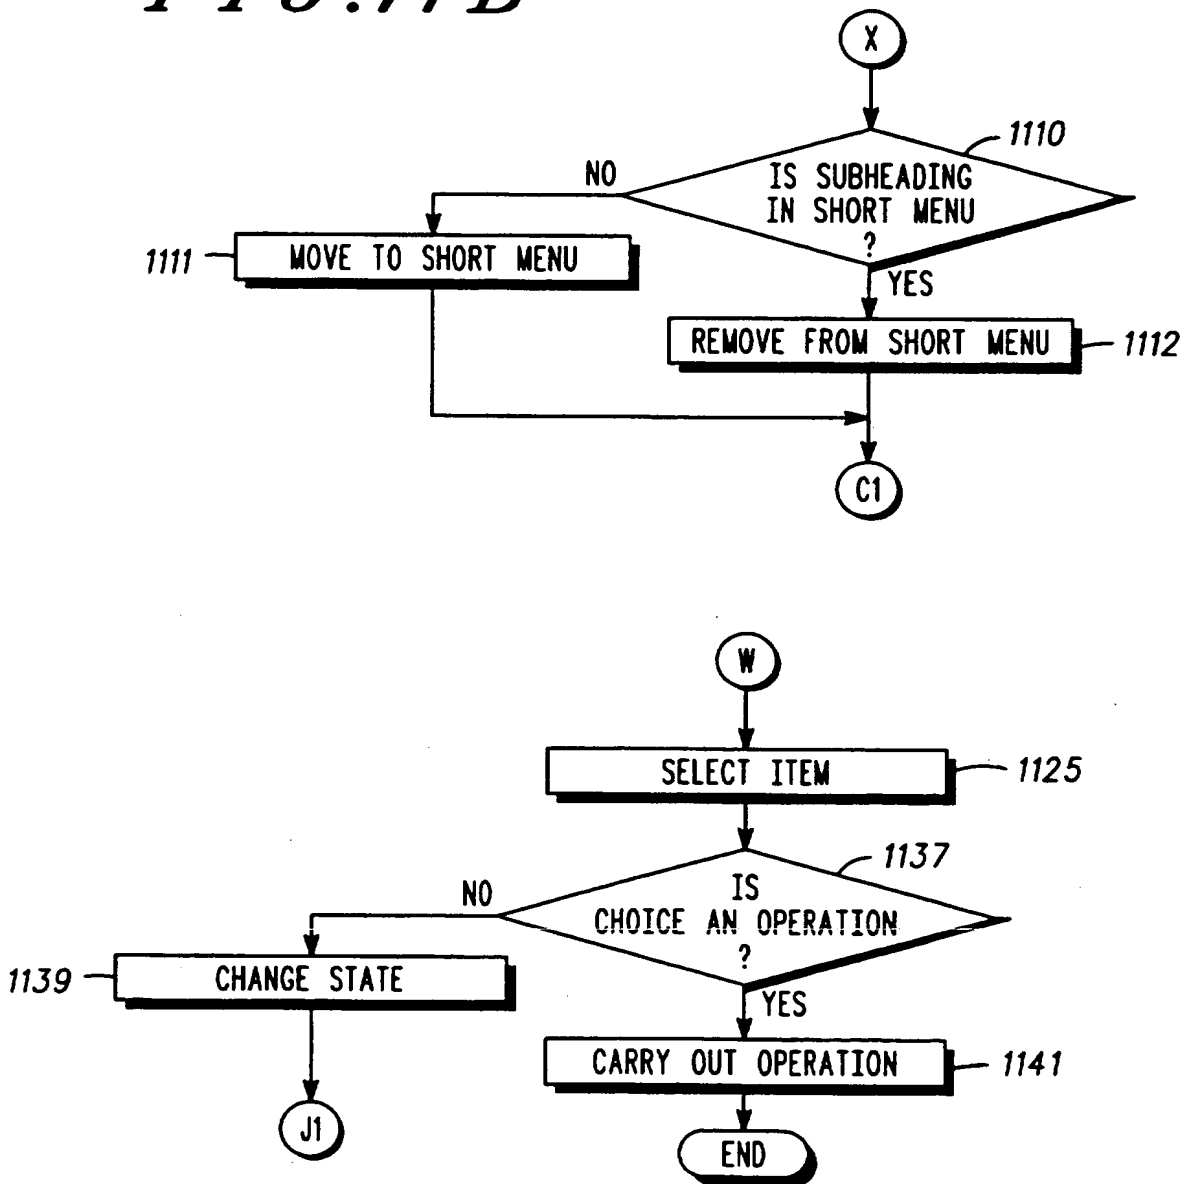 FIG.11B
X
1110
IS SUBHEADING
IN SHORT MENU
?
NO
YES
1111
MOVE TO SHORT MENU
REMOVE FROM SHORT MENU
1112
C1
W
SELECT ITEM
1125
1137
IS
CHOICE AN OPERATION
?
NO
YES
1139
CHANGE STATE
CARRY OUT OPERATION
1141
J1
END